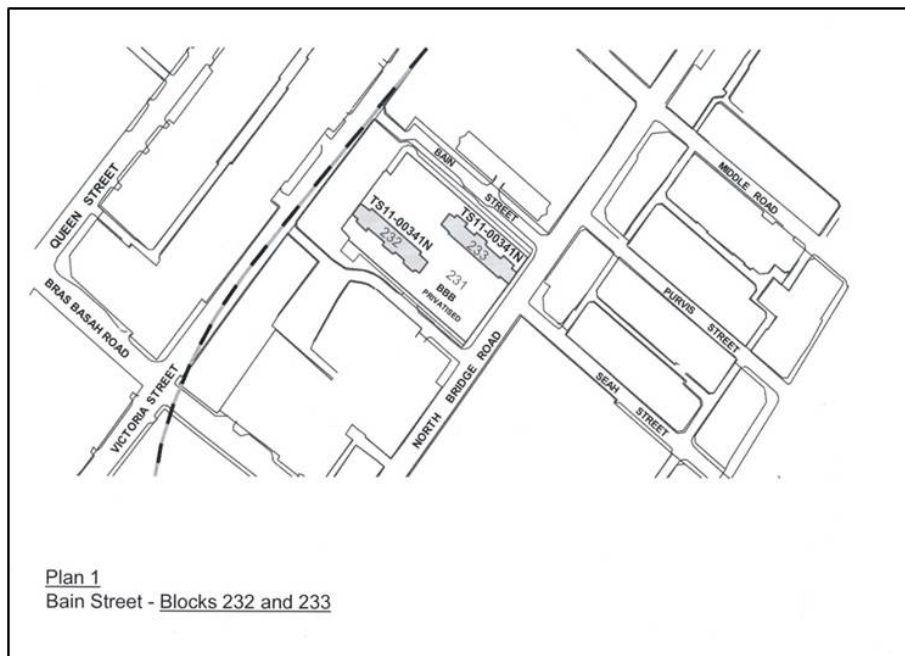 BAIN
STREET
MIDDLE ROAD
QUEEN STREET
TS11-00341N
232
TS11-00341N
233
231
BBB
PRIVATISED
BRAS BASAH ROAD
PURVIS STREET
NORTH BRIDGE ROAD
SEAH STREET
VICTORIA STREET
Plan 1
Bain Street - Blocks 232 and 233